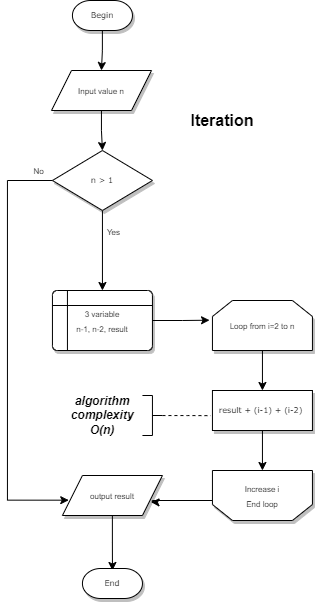 Begin
Input value n
Iteration
No
n > 1
Yes
3 variable
n-1, n-2, result
Loop from i=2 to n
algorithm
complexity
O(n)
result + (i-1) + (i-2)
Increase i
End loop
output result
End